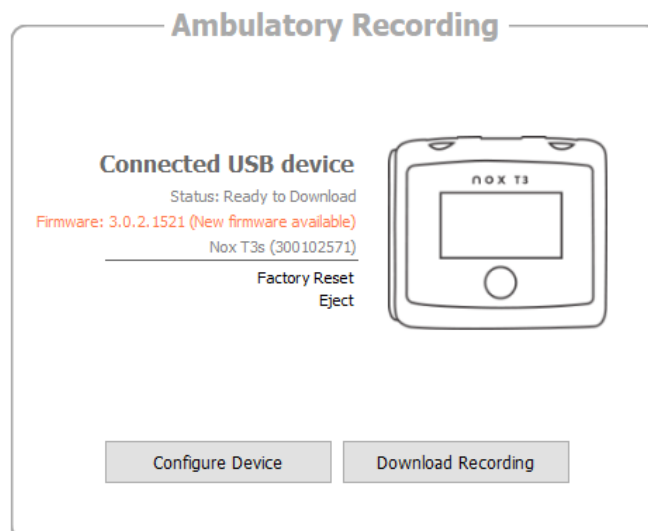 Ambulatory Recording
Connected USB device
nox T3
Status: Ready to Download
Firmware: 3.0.2.1521 (New firmware available)
Nox T3s (300102571)
Factory Reset
Eject
Configure Device
Download Recording